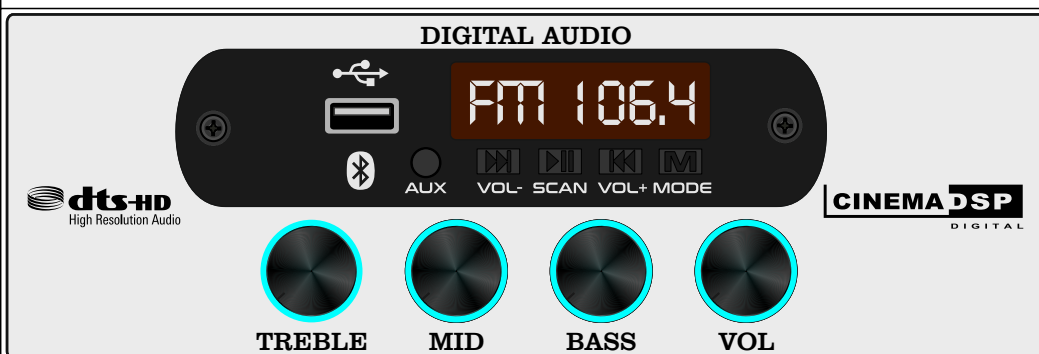 DIGITAL AUDIO
FM 106.4
AUX VOL- SCAN VOL+ MODE
M
dts-HD
High Resolution Audio
CINEMA DSP
DIGITAL
TREBLE MID BASS VOL